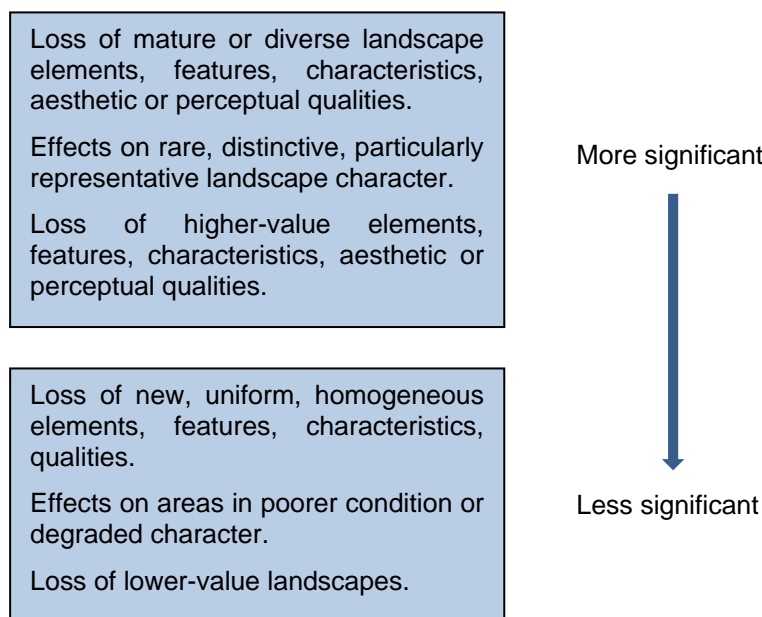 Loss of mature or diverse landscape
elements, features, characteristics,
aesthetic or perceptual qualities.
Effects on rare, distinctive, particularly
representative landscape character.
Loss of higher-value elements,
features, characteristics, aesthetic or
perceptual qualities.
More significant
Loss of new, uniform, homogeneous
elements, features, characteristics,
qualities.
Effects on areas in poorer condition or
degraded character.
Loss of lower-value landscapes.
Less significant